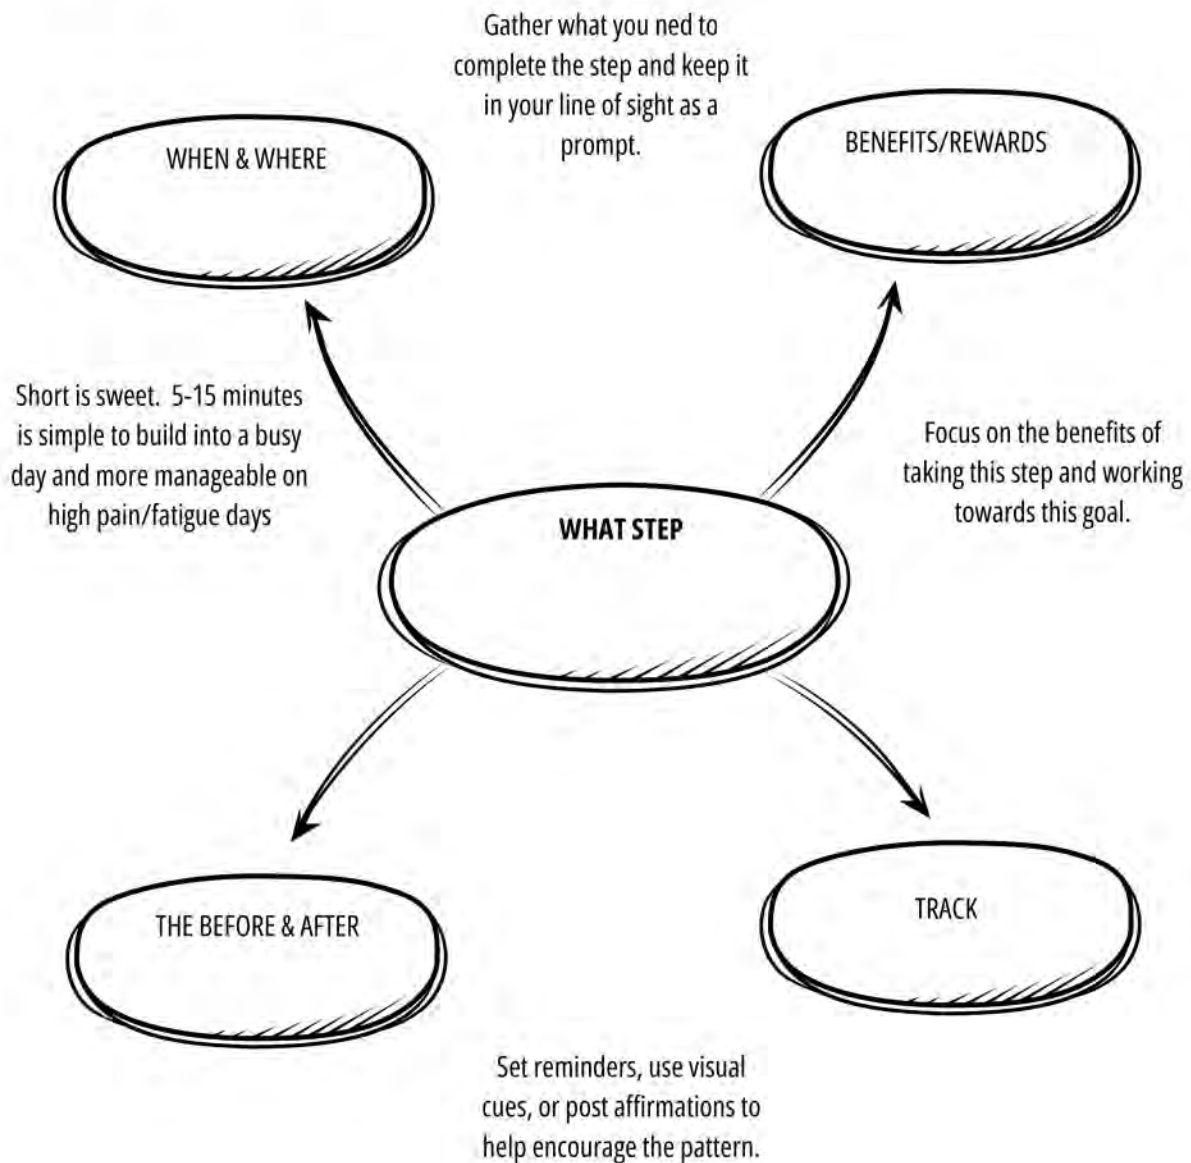 Gather what you ned to
complete the step and keep it
in your line of sight as a
prompt.
WHEN & WHERE
BENEFITS/REWARDS
Short is sweet. 5-15 minutes
is simple to build into a busy
day and more manageable on
high pain/fatigue days
Focus on the benefits of
taking this step and working
towards this goal.
WHAT STEP
THE BEFORE & AFTER
TRACK
Set reminders, use visual
cues, or post affirmations to
help encourage the pattern.